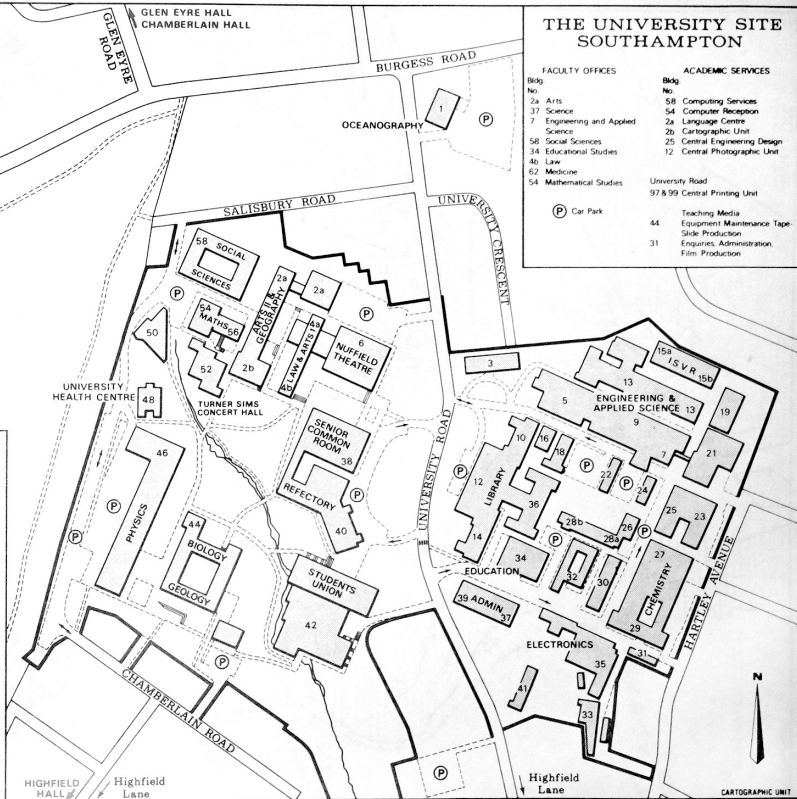 GLEN EYRE HALL
CHAMBERLAIN HALL
GLEN EYRE
ROAD
BURGESS ROAD
OCEANOGRAPHY
1
P
THE UNIVERSITY SITE
SOUTHAMPTON
FACULTY OFFICES
Bldg.
No.
2a Arts
37 Science
7 Engineering and Applied
Science
58 Social Sciences
34 Educational Studies
4b Law
62 Medicine
54 Mathematical Studies
ACADEMIC SERVICES
Bldg.
No.
58 Computing Services
54 Computer Reception
2a Language Centre
2b Cartographic Unit
25 Central Engineering Design
12 Central Photographic Unit
University Road
97 & 99 Central Printing Unit
P Car Park
Teaching Media
44 Equipment Maintenance Tape-
Slide Production
31 Enquiries, Administration,
Film Production
SALISBURY ROAD
UNIVERSITY CRESCENT
58
SOCIAL
SCIENCES
P
2a
2a
ARTS II &
GEOGRAPHY
2b
54
MATHS
56
4a
LAW & ARTS I
4b
6
NUFFIELD
THEATRE
P
50
52
TURNER SIMS
CONCERT HALL
UNIVERSITY
HEALTH CENTRE
48
3
15a
ISVR
15b
13
13
ENGINEERING &
APPLIED SCIENCE
5
9
7
19
21
SENIOR
COMMON
ROOM
38
REFECTORY
40
P
UNIVERSITY ROAD
P
10
12
LIBRARY
14
16
18
P
22
P
24
36
25
23
46
PHYSICS
P
P
44
BIOLOGY
GEOLOGY
28b
28a
26
P
P
34
EDUCATION
32
30
27
CHEMISTRY
29
31
HARTLEY AVENUE
STUDENTS
UNION
42
39 ADMIN
37
ELECTRONICS
35
41
33
P
CHAMBERLAIN ROAD
P
N
HIGHFIELD
HALL
Highfield
Lane
Highfield
Lane
CARTOGRAPHIC UNIT